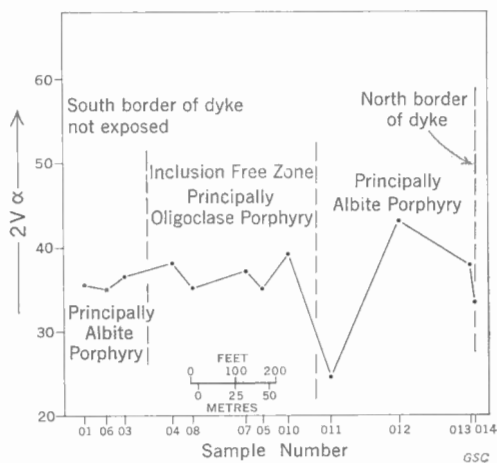 60
50
40
30
20
2Vα
South border of dyke
not exposed
North border
of dyke
Inclusion Free Zone
Principally
Oligoclase Porphyry
Principally
Albite Porphyry
Principally
Albite
Porphyry
FEET
0 100 200
0 25 50
METRES
01 06 03 04 08 07 05 010 011 012 013 014
Sample Number
GSC